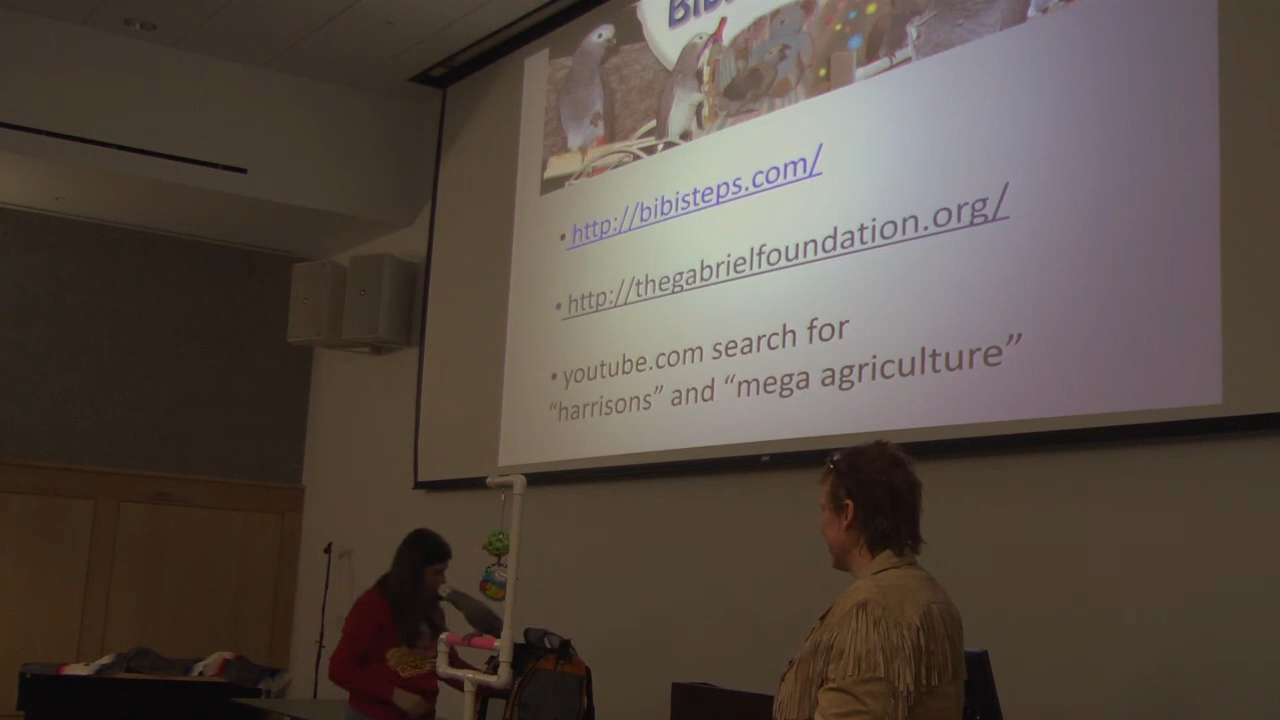 • http://bibisteps.com/
• http://thegabrielfoundation.org/
• youtube.com search for
“harrisons” and “mega agriculture”